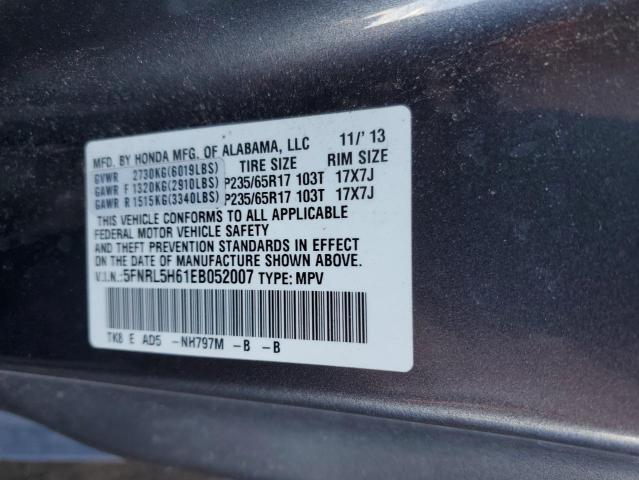 MFD. BY HONDA MFG. OF ALABAMA, LLC 11/'13
GVWR 2730KG(6019LBS) TIRE SIZE RIM SIZE
GAWR F 1320KG(2910LBS) P235/65R17 103T 17X7J
GAWR R 1515KG(3340LBS) P235/65R17 103T 17X7J
THIS VEHICLE CONFORMS TO ALL APPLICABLE
FEDERAL MOTOR VEHICLE SAFETY
AND THEFT PREVENTION STANDARDS IN EFFECT ON
THE DATE OF MANUFACTURE SHOWN ABOVE.
V.I.N.:5FNRL5H61EB052007 TYPE: MPV
TK8 E AD5 -NH797M -B -B